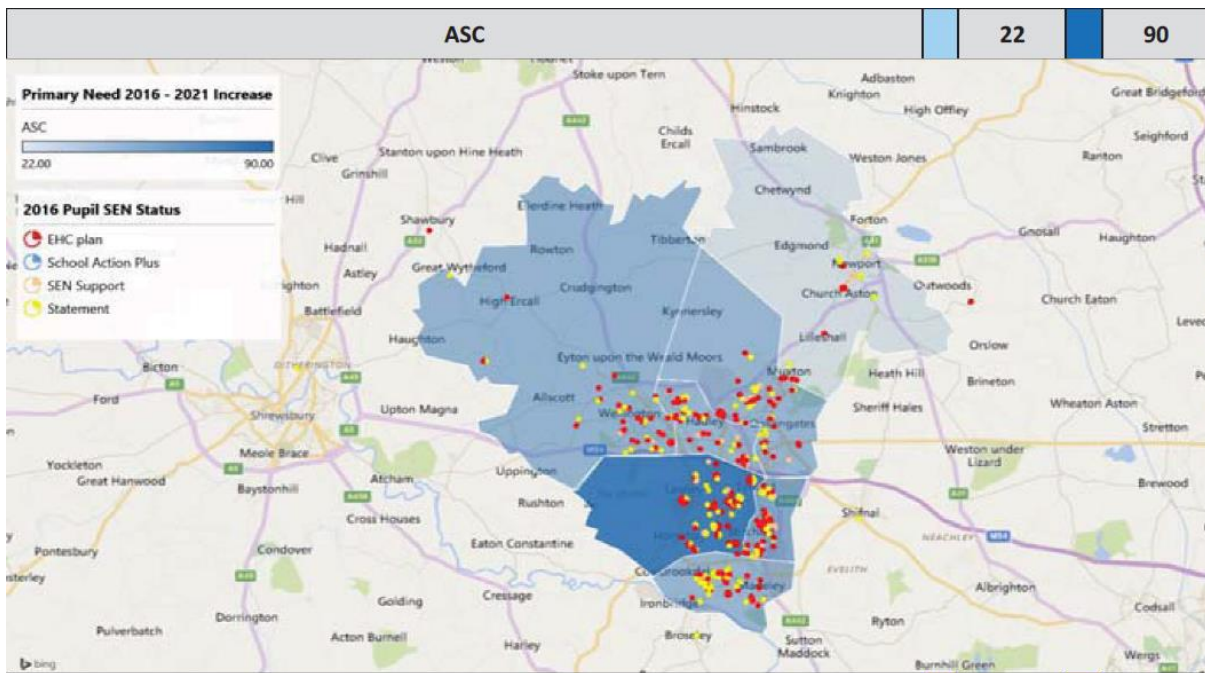 ASC
22
90
Primary Need 2016 - 2021 Increase
ASC
22.00
90.00
2016 Pupil SEN Status
EHC plan
School Action Plus
SEN Support
Statement
Stoke upon Tern
Adbaston
Knighton
Great Bridgeford
High Offley
Hinstock
Seighford
Childs
Ercall
Sambrook
Weston Jones
Ranton
Stanton upon Hine Heath
Clive
Grinshill
Chetwynd
Ellerdine Heath
Forton
Shawbury
Gnosall
Haughton
Hadnall
Rowton
Tibberton
Edgmond
Astley
Great Wytheford
Newport
Outwoods
Crudgington
Church Aston
Church Eaton
High Ercall
Battlefield
Kynnersley
Haughton
Lilleshall
Orslow
Eyton upon the Weald Moors
Bicton
Muxton
Heath Hill
Brineton
Ford
Allscott
Upton Magna
Sheriff Hales
Wheaton Aston
Shrewsbury
Stretton
Meole Brace
M54
Weston under
Lizard
Yockleton
Uppington
Atcham
Great Hanwood
Baystonhill
Rushton
Brewood
Cross Houses
Shifnal
NEACHLEY
M54
Eaton Constantine
Pontesbury
Condover
EVELITH
Albrighton
Cressage
Ironbridge
Madeley
Golding
Codsall
Dorrington
Ryton
Pulverbatch
Acton Burnell
Harley
Broseley
Sutton
Maddock
Wergs
Burnhill Green
bing